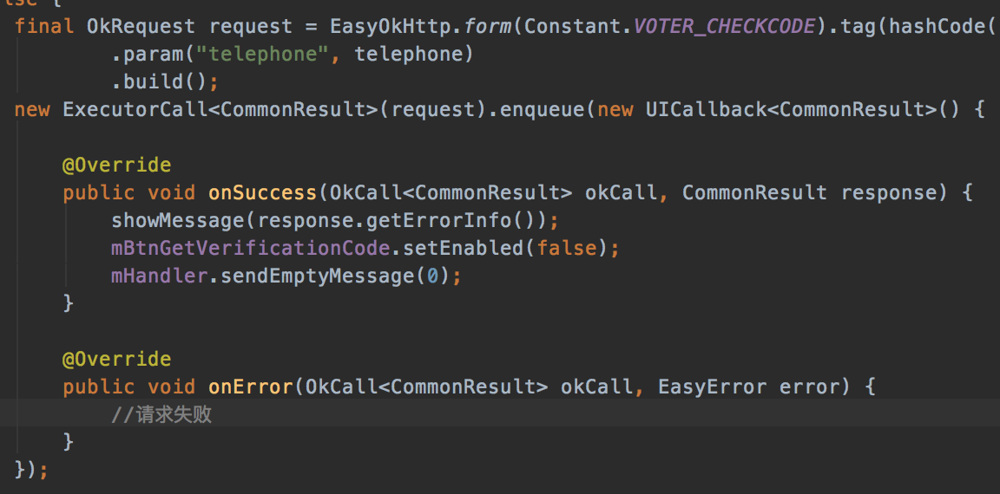 lse {
final OkRequest request = EasyOkHttp.form(Constant.VOTER_CHECKCODE).tag(hashCode(
.param("telephone", telephone)
.build();
new ExecutorCall<CommonResult>(request).enqueue(new UICallback<CommonResult>() {
@Override
public void onSuccess(OkCall<CommonResult> okCall, CommonResult response) {
showMessage(response.getErrorInfo());
mBtnGetVerificationCode.setEnabled(false);
mHandler.sendEmptyMessage(0);
}
@Override
public void onError(OkCall<CommonResult> okCall, EasyError error) {
//请求失败
}
});